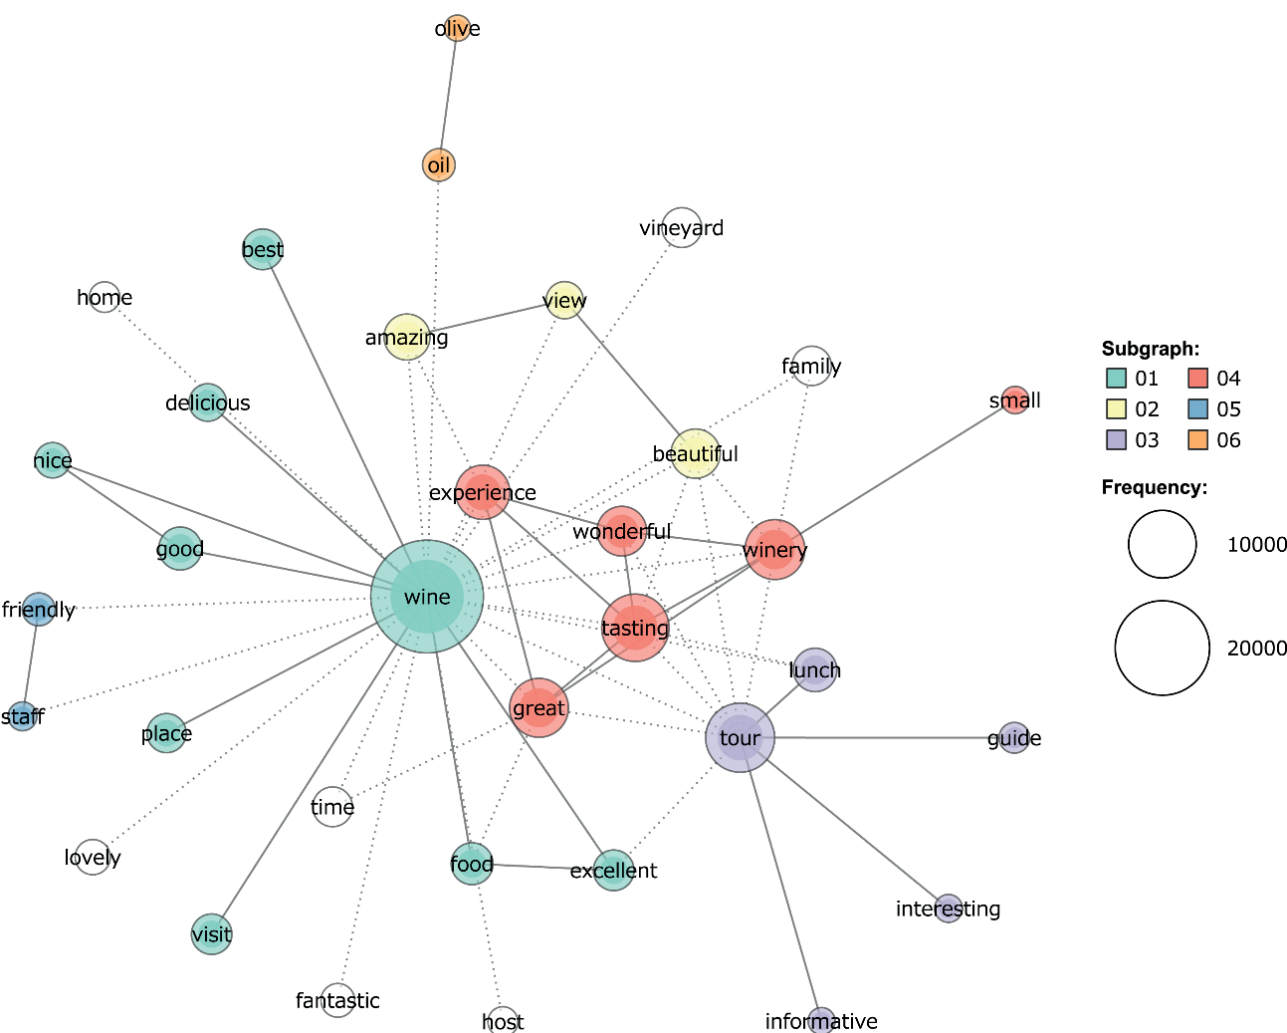 olive
oil
vineyard
best
home
view
amazing
family
delicious
small
beautiful
nice
experience
wonderful
good
winery
wine
friendly
tasting
lunch
staff
great
place
tour
guide
time
lovely
food
excellent
interesting
visit
fantastic
host
informative
Subgraph:
01 04
02 05
03 06
Frequency:
10000
20000